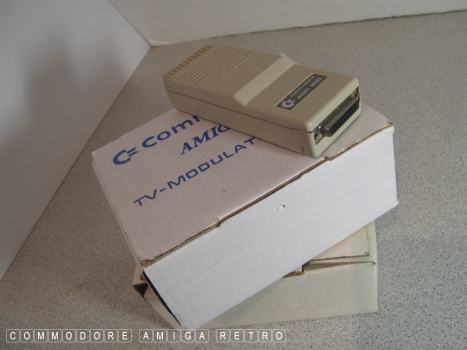 Comm
AMIG
TV-MODULAT
COMMODORE AMIGA RETRO